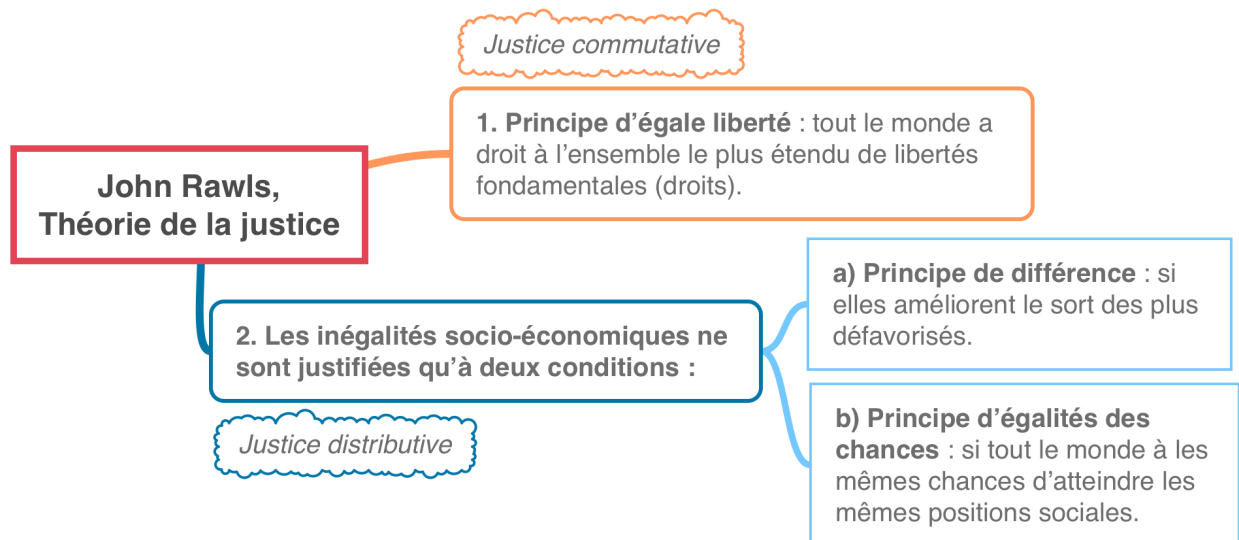 Justice commutative
1. Principe d’égale liberté : tout le monde a
droit à l’ensemble le plus étendu de libertés
fondamentales (droits).
John Rawls,
Théorie de la justice
2. Les inégalités socio-économiques ne
sont justifiées qu’à deux conditions :
Justice distributive
a) Principe de différence : si
elles améliorent le sort des plus
défavorisés.
b) Principe d’égalités des
chances : si tout le monde à les
mêmes chances d’atteindre les
mêmes positions sociales.